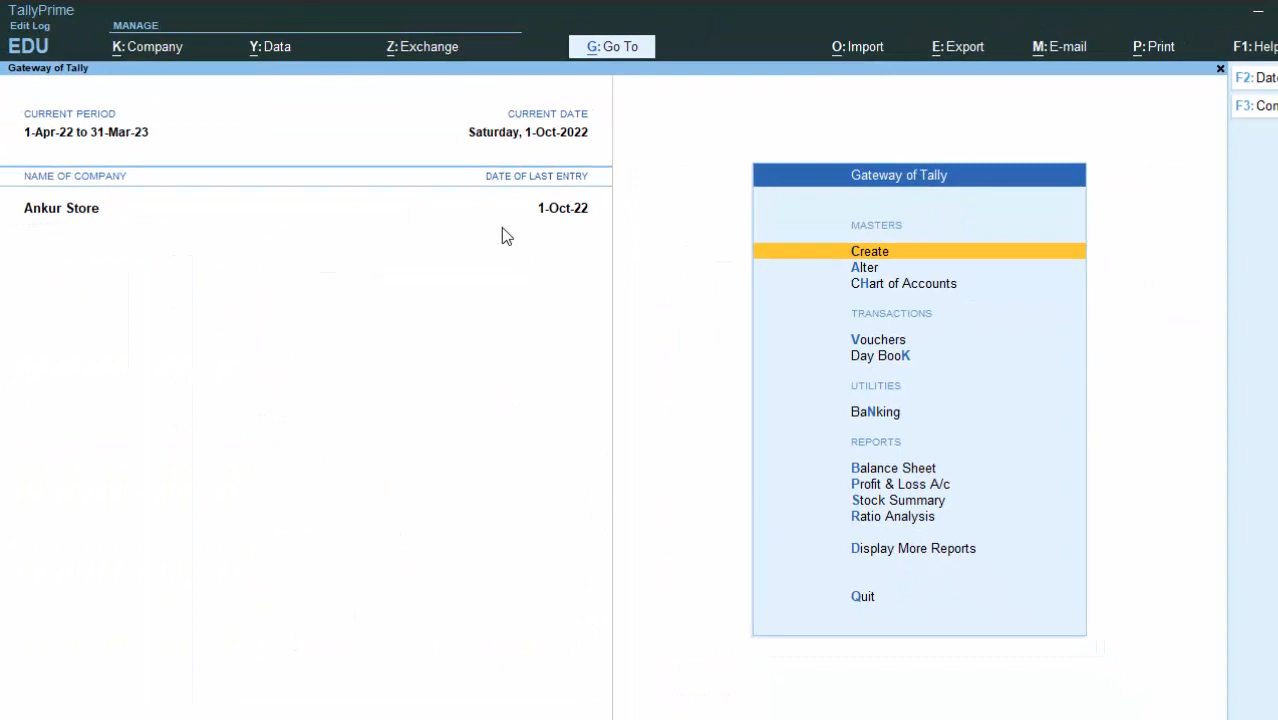 TallyPrime
Edit Log
EDU
MANAGE
K: Company
Y: Data
Z: Exchange
G: Go To
O: Import
E: Export
M: E-mail
P: Print
F1: Help
Gateway of Tally
F2: Dat
F3: Con
CURRENT PERIOD
CURRENT DATE
1-Apr-22 to 31-Mar-23
Saturday, 1-Oct-2022
NAME OF COMPANY
DATE OF LAST ENTRY
Ankur Store
1-Oct-22
Gateway of Tally
MASTERS
Create
Alter
CHart of Accounts
TRANSACTIONS
Vouchers
Day BooK
UTILITIES
BaNking
REPORTS
Balance Sheet
Profit & Loss A/c
Stock Summary
Ratio Analysis
Display More Reports
Quit